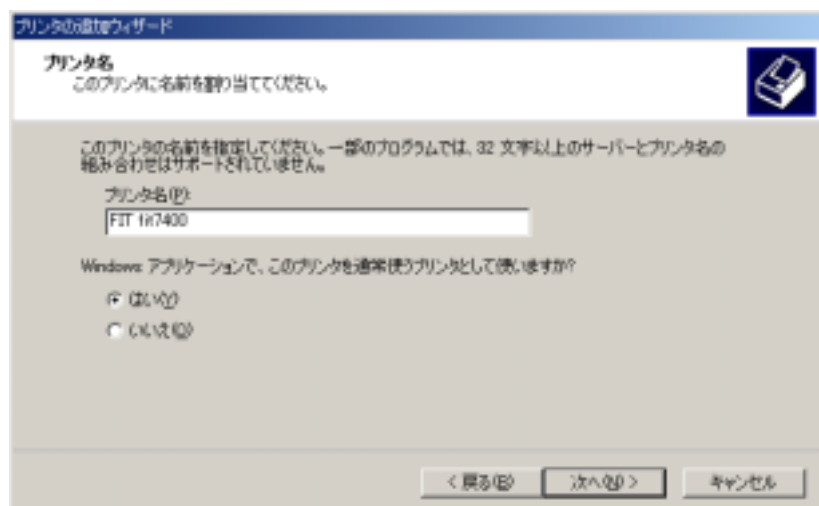 プリンタの追加ウィザード
プリンタ名
このプリンタに名前を割り当ててください。
このプリンタの名前を指定してください。一部のプログラムでは、32 文字以上のサーバーとプリンタ名の
組み合わせはサポートされていません。
プリンタ名(P):
FIT fit7400
Windows アプリケーションで、このプリンタを通常使うプリンタとして使いますか?
はい(Y)
いいえ(O)
< 戻る(B)
次へ(N) >
キャンセル